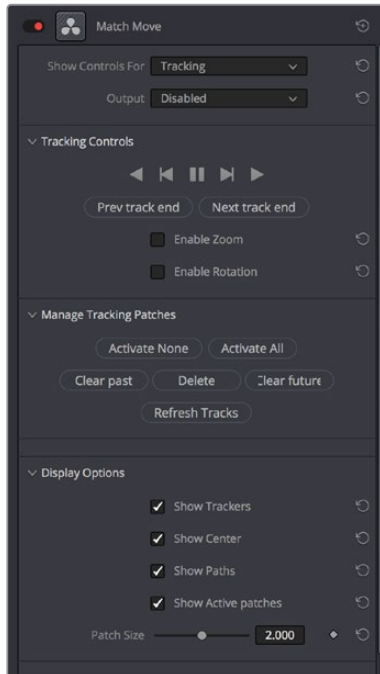 Match Move
Show Controls For Tracking
Output Disabled
Tracking Controls
Prev track end Next track end
Enable Zoom
Enable Rotation
Manage Tracking Patches
Activate None Activate All
Clear past Delete Clear future
Refresh Tracks
Display Options
Show Trackers
Show Center
Show Paths
Show Active patches
Patch Size 2.000